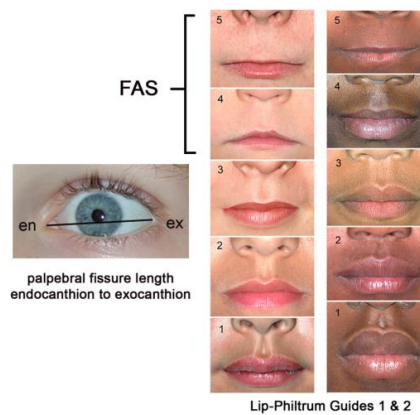 FAS
5
4
3
2
1
5
4
3
2
1
en
ex
palpebral fissure length
endocanthion to exocanthion
Lip-Philtrum Guides 1 & 2